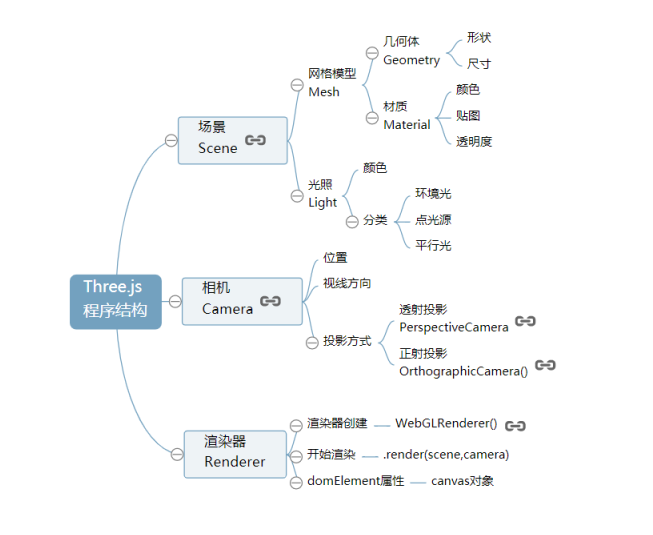 Three.js
程序结构
场景
Scene
网格模型
Mesh
几何体
Geometry
形状
尺寸
材质
Material
颜色
贴图
透明度
光照
Light
颜色
分类
环境光
点光源
平行光
相机
Camera
位置
视线方向
投影方式
透射投影
PerspectiveCamera
正射投影
OrthographicCamera()
渲染器
Renderer
渲染器创建
WebGLRenderer()
开始渲染
.render(scene,camera)
domElement属性
canvas对象